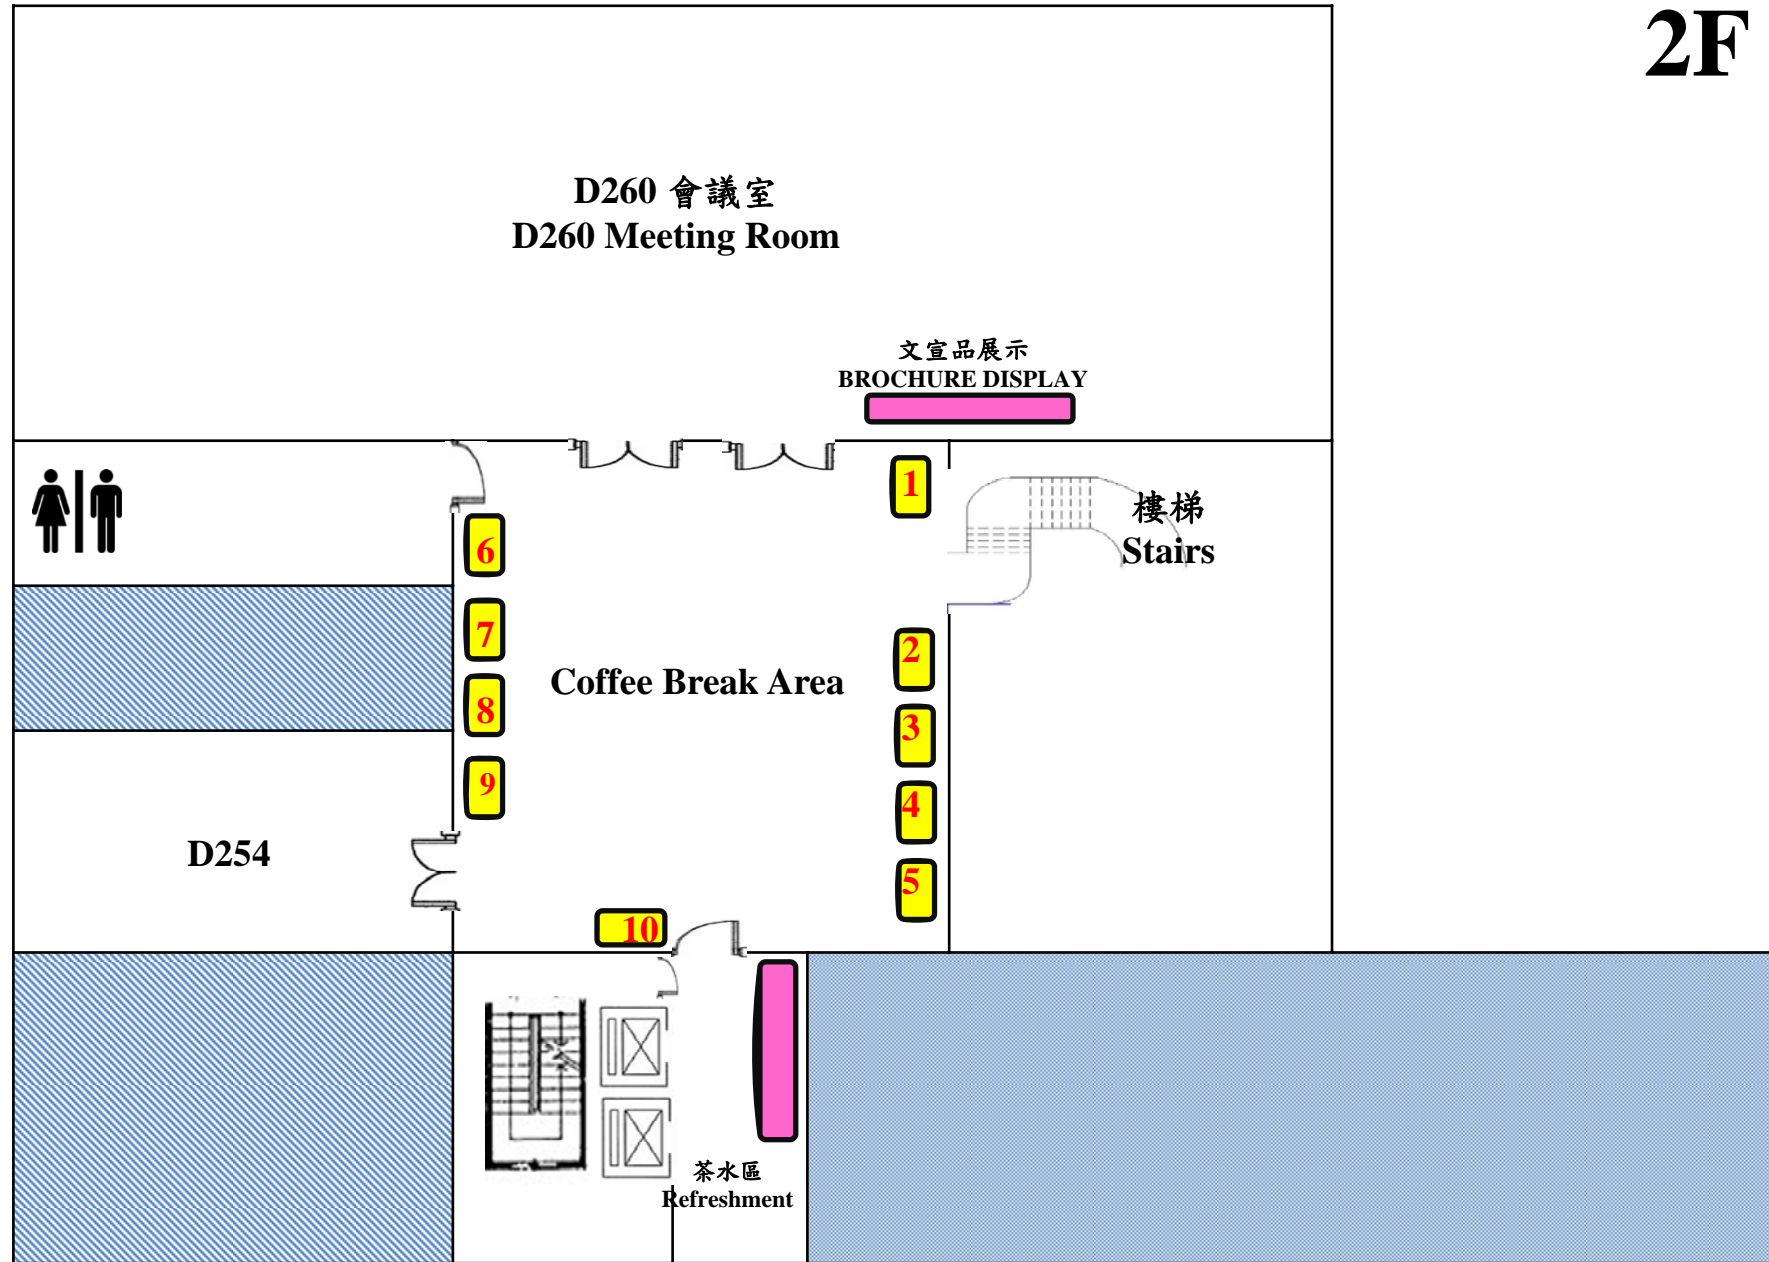 2F
D260 會議室
D260 Meeting Room
文宣品展示
BROCHURE DISPLAY
1
樓梯
Stairs
6
7
2
Coffee Break Area
8
3
9
4
D254
5
10
茶水區
Refreshment